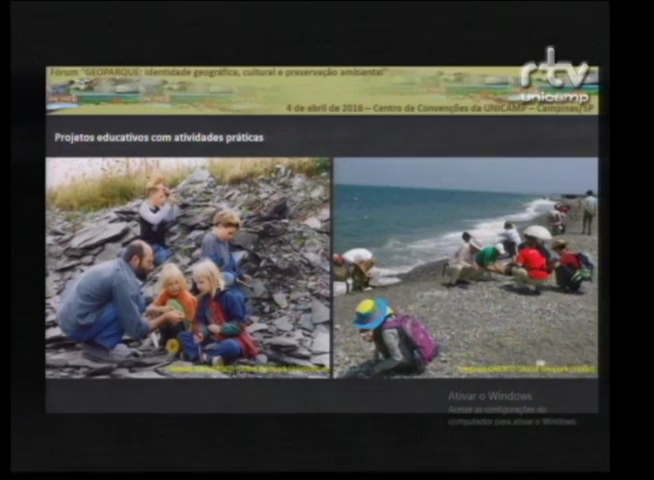 rtv
unicamp
Fórum "GEOPARQUE: Identidade geográfica, cultural e preservação ambiental"
4 de abril de 2016 – Centro de Convenções da UNICAMP – Campinas/SP
Projetos educativos com atividades práticas
Ativar o Windows
Acesse as configurações do
computador para ativar o Windows.